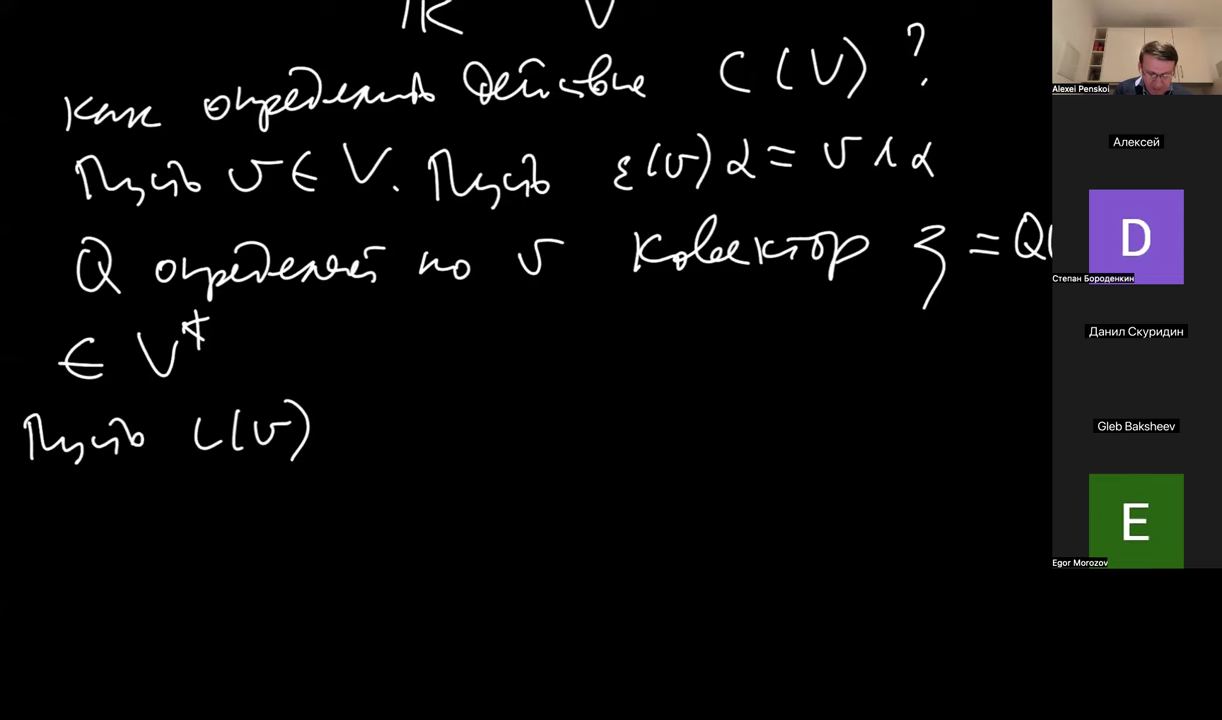 R V
Как определить действие C(V)?
Пусть v ∈ V. Пусть ε(v)α = v ∧ α
Q определяет по v ковектор ξ = Q(
∈ V*
Пусть ι(v)
Alexei Penskoi
Алексей
D
Степан Бороденкин
Данил Скуридин
Gleb Baksheev
E
Egor Morozov